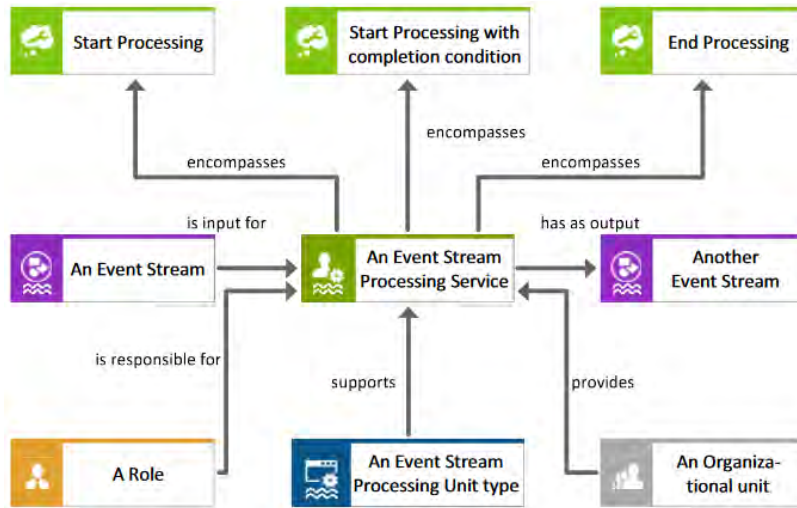 Start Processing
Start Processing with
completion condition
End Processing
encompasses
encompasses
encompasses
is input for
has as output
An Event Stream
An Event Stream
Processing Service
Another
Event Stream
is responsible for
supports
provides
A Role
An Event Stream
Processing Unit type
An Organiza-
tional unit